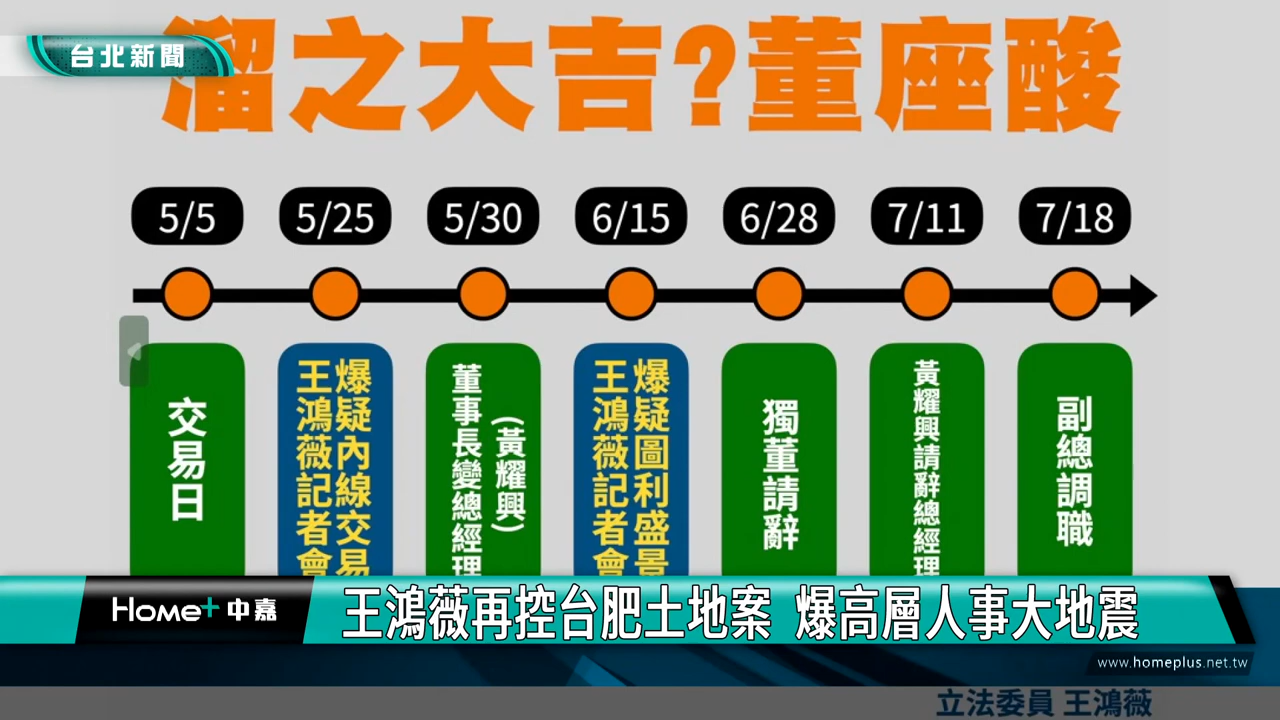 台北新聞
溜之大吉?董座酸
5/5
5/25
5/30
6/15
6/28
7/11
7/18
交易日
爆疑內線交易
王鴻薇記者會
董事長變總經理
(黃耀興)
爆疑圖利盛景
王鴻薇記者會
獨董請辭
黃耀興請辭總經理
副總調職
Home+中嘉
王鴻薇再控台肥土地案 爆高層人事大地震
www.homeplus.net.tw
立法委員 王鴻薇